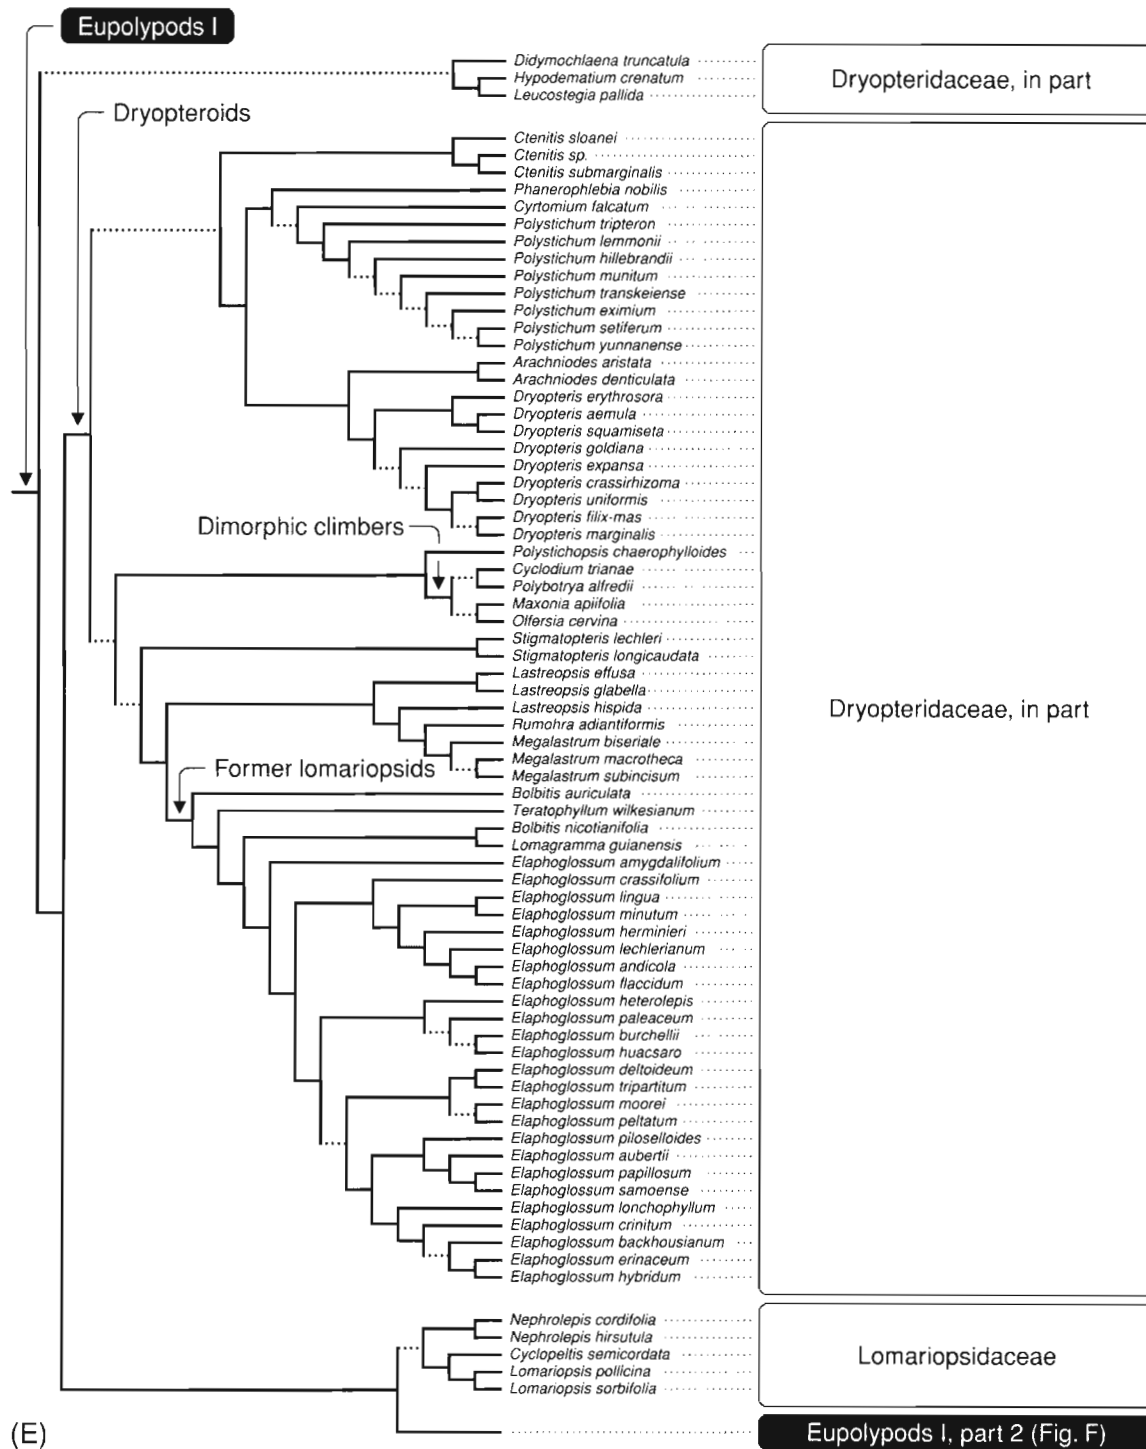 Eupolypods I
Didymochlaena truncatula
Hypodematium crenatum
Leucostegia pallida
Dryopteridaceae, in part
Dryopteroids
Ctenitis sloanei
Ctenitis sp.
Ctenitis submarginalis
Phanerophlebia nobilis
Cyrtomium falcatum
Polystichum tripteron
Polystichum lemmonii
Polystichum hillebrandii
Polystichum munitum
Polystichum transkeiense
Polystichum eximium
Polystichum setiferum
Polystichum yunnanense
Arachniodes aristata
Arachniodes denticulata
Dryopteris erythrosora
Dryopteris aemula
Dryopteris squamiseta
Dryopteris goldiana
Dryopteris expansa
Dryopteris crassirhizoma
Dryopteris uniformis
Dryopteris filix-mas
Dryopteris marginalis
Dimorphic climbers
Polystichopsis chaerophylloides
Cyclodium trianae
Polybotrya alfredii
Maxonia apiifolia
Olfersia cervina
Stigmatopteris lechleri
Stigmatopteris longicaudata
Lastreopsis effusa
Lastreopsis glabella
Lastreopsis hispida
Rumohra adiantiformis
Megalastrum biseriale
Megalastrum macrotheca
Megalastrum subincisum
Dryopteridaceae, in part
Former lomariopsids
Bolbitis auriculata
Teratophyllum wilkesianum
Bolbitis nicotianifolia
Lomagramma guianensis
Elaphoglossum amygdalifolium
Elaphoglossum crassifolium
Elaphoglossum lingua
Elaphoglossum minutum
Elaphoglossum herminieri
Elaphoglossum lechlerianum
Elaphoglossum andicola
Elaphoglossum flaccidum
Elaphoglossum heterolepis
Elaphoglossum paleaceum
Elaphoglossum burchellii
Elaphoglossum huacsaro
Elaphoglossum deltoideum
Elaphoglossum tripartitum
Elaphoglossum moorei
Elaphoglossum peltatum
Elaphoglossum piloselloides
Elaphoglossum aubertii
Elaphoglossum papillosum
Elaphoglossum samoense
Elaphoglossum lonchophyllum
Elaphoglossum crinitum
Elaphoglossum backhousianum
Elaphoglossum erinaceum
Elaphoglossum hybridum
Nephrolepis cordifolia
Nephrolepis hirsutula
Cyclopeltis semicordata
Lomariopsis pollicina
Lomariopsis sorbifolia
Lomariopsidaceae
(E)
Eupolypods I, part 2 (Fig. F)